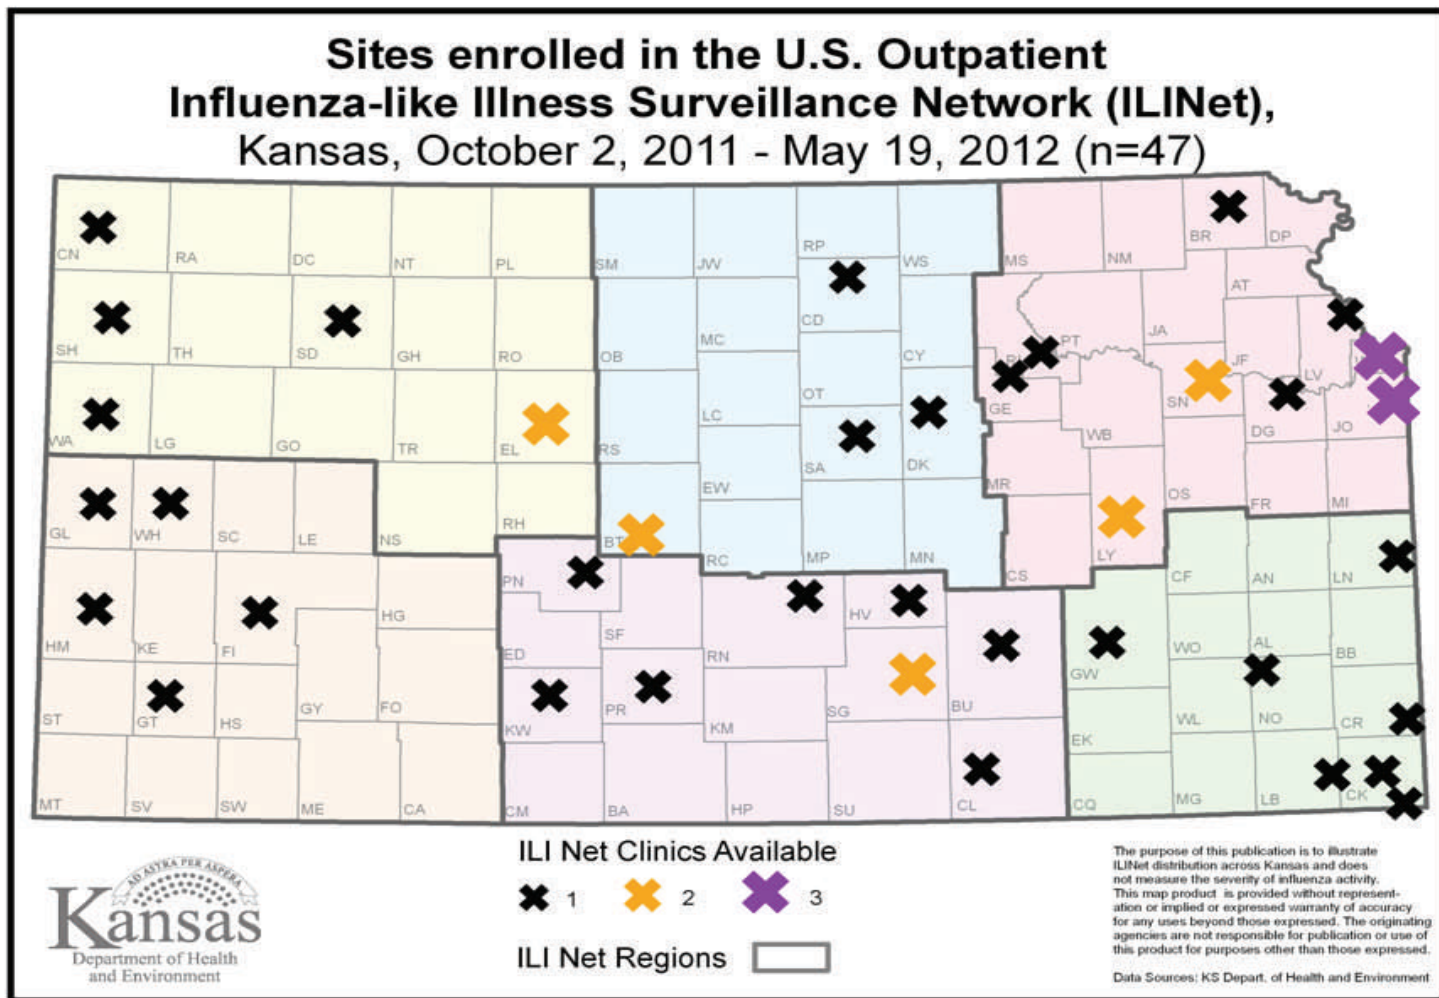 Sites enrolled in the U.S. Outpatient
Influenza-like Illness Surveillance Network (ILINet),
Kansas, October 2, 2011 - May 19, 2012 (n=47)
CN RA DC NT PL SM JW RP WS MS NM BR DP
SH TH SD GH RO OB MC CD CY PT JA AT JF LV
WA LG GO TR EL RS LC OT SA DK GE WB SN DG JO
GL WH SC LE NS RH BT EW RC MP MN MR CS LY OS FR MI
HM KE FI HG PN ED SF RN HV GW CF AN LN WO AL BB
ST GT HS GY FO KW PR KM SG BU EK WL NO CR
MT SV SW ME CA CM BA HP SU CL CQ MG LB CK
ILI Net Clinics Available
1 2 3
ILI Net Regions
AD ASTRA PER ASPERA
Kansas
Department of Health
and Environment
The purpose of this publication is to illustrate
ILINet distribution across Kansas and does
not measure the severity of influenza activity.
This map product is provided without represent-
ation or implied or expressed warranty of accuracy
for any uses beyond those expressed. The originating
agencies are not responsible for publication or use of
this product for purposes other than those expressed.
Data Sources: KS Depart. of Health and Environment